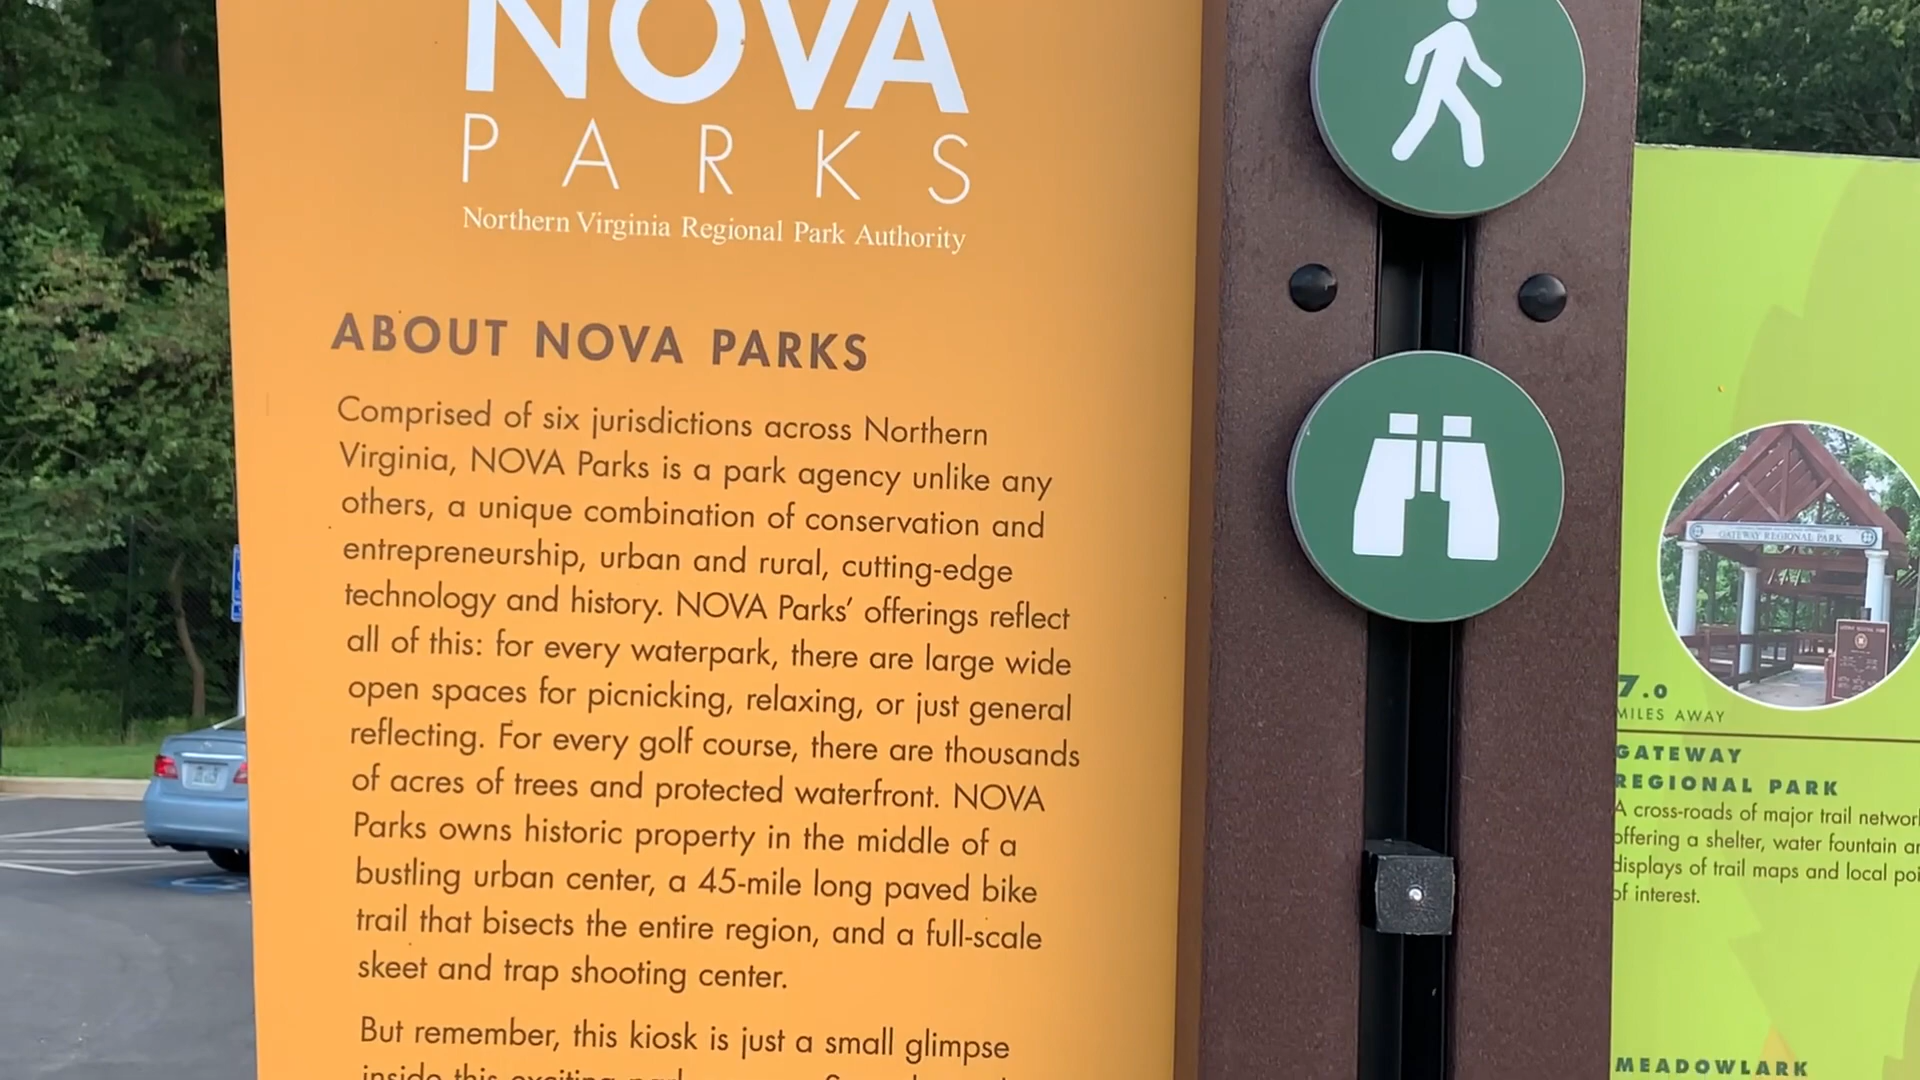 NOVA
PARKS
Northern Virginia Regional Park Authority
ABOUT NOVA PARKS
Comprised of six jurisdictions across Northern
Virginia, NOVA Parks is a park agency unlike any
others, a unique combination of conservation and
entrepreneurship, urban and rural, cutting-edge
technology and history. NOVA Parks' offerings reflect
all of this: for every waterpark, there are large wide
open spaces for picnicking, relaxing, or just general
reflecting. For every golf course, there are thousands
of acres of trees and protected waterfront. NOVA
Parks owns historic property in the middle of a
bustling urban center, a 45-mile long paved bike
trail that bisects the entire region, and a full-scale
skeet and trap shooting center.
But remember, this kiosk is just a small glimpse
inside this exciting
GATEWAY REGIONAL PARK
7.0
MILES AWAY
GATEWAY
REGIONAL PARK
A cross-roads of major trail
offering a shelter, water fountain
displays of trail maps and local
of interest.
MEADOWLARK